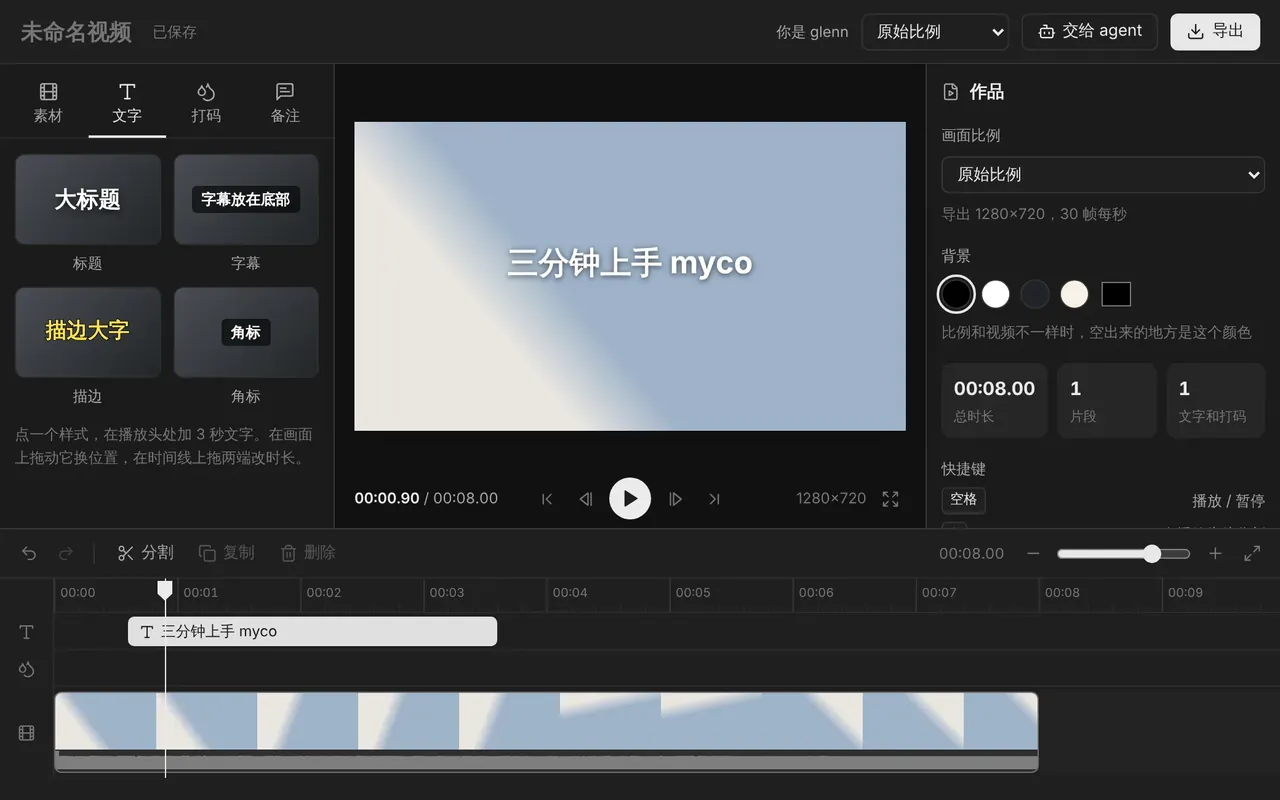 未命名视频
已保存
你是 glenn
原始比例
交给 agent
导出
素材
文字
打码
备注
大标题
标题
字幕放在底部
字幕
描边大字
描边
角标
角标
点一个样式，在播放头处加 3 秒文字。在画面
上拖动它换位置，在时间线上拖两端改时长。
三分钟上手 myco
00:00.90 / 00:08.00
1280×720
作品
画面比例
原始比例
导出 1280×720，30 帧每秒
背景
比例和视频不一样时，空出来的地方是这个颜色
00:08.00
总时长
1
片段
1
文字和打码
快捷键
空格
播放 / 暂停
分割
复制
删除
00:08.00
00:00
00:01
00:02
00:03
00:04
00:05
00:06
00:07
00:08
00:09
三分钟上手 myco